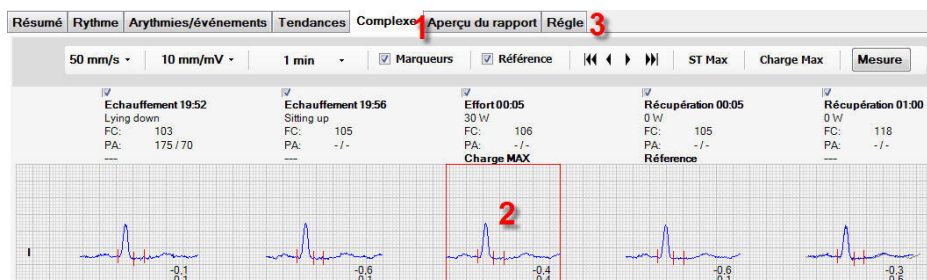 Résumé Rythme Arythmies/événements Tendances Complexe Aperçu du rapport Régle
1 3
50 mm/s 10 mm/mV 1 min Marqueurs Référence ST Max Charge Max Mesure
Echauffement 19:52 Echauffement 19:56 Effort 00:05 Récupération 00:05 Récupération 01:00
Lying down Sitting up 30 W 0 W 0 W
FC: 103 FC: 105 FC: 106 FC: 105 FC: 118
PA: 175 / 70 PA: - / - PA: - / - PA: - / - PA: - / -
--- --- Charge MAX Réference ---
2
I
-0.1 -0.6 -0.4 -0.6 -0.3